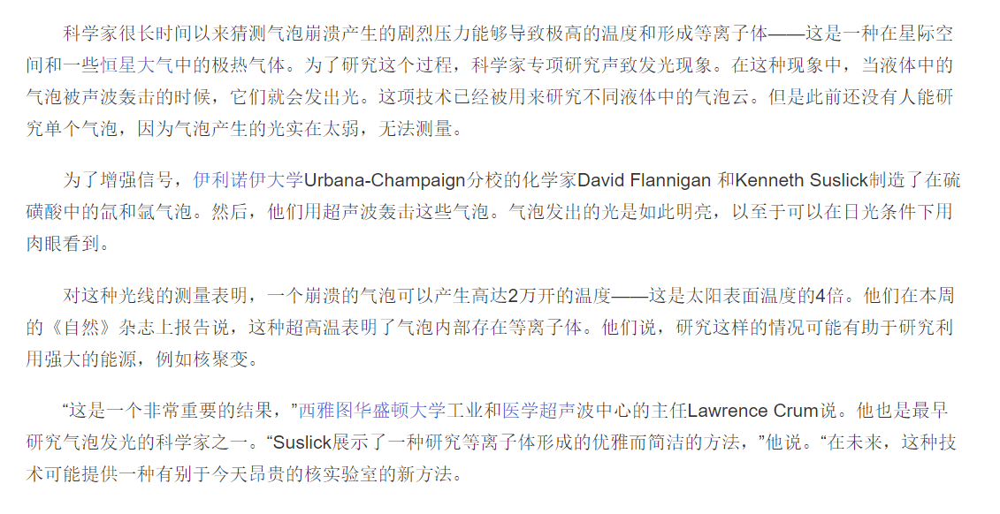 科学家很长时间以来猜测气泡崩溃产生的剧烈压力能够导致极高的温度和形成等离子体——这是一种在星际空
间和一些恒星大气中的极热气体。为了研究这个过程，科学家专项研究声致发光现象。在这种现象中，当液体中的
气泡被声波轰击的时候，它们就会发出光。这项技术已经被用来研究不同液体中的气泡云。但是此前还没有人能研
究单个气泡，因为气泡产生的光实在太弱，无法测量。
为了增强信号，伊利诺伊大学Urbana-Champaign分校的化学家David Flannigan 和Kenneth Suslick制造了在硫
磺酸中的氙和氩气泡。然后，他们用超声波轰击这些气泡。气泡发出的光是如此明亮，以至于可以在日光条件下用
肉眼看到。
对这种光线的测量表明，一个崩溃的气泡可以产生高达2万开的温度——这是太阳表面温度的4倍。他们在本周
的《自然》杂志上报告说，这种超高温表明了气泡内部存在等离子体。他们说，研究这样的情况可能有助于研究利
用强大的能源，例如核聚变。
“这是一个非常重要的结果，”西雅图华盛顿大学工业和医学超声波中心的主任Lawrence Crum说。他也是最早
研究气泡发光的科学家之一。“Suslick展示了一种研究等离子体形成的优雅而简洁的方法，”他说。“在未来，这种技
术可能提供一种有别于今天昂贵的核实验室的新方法。